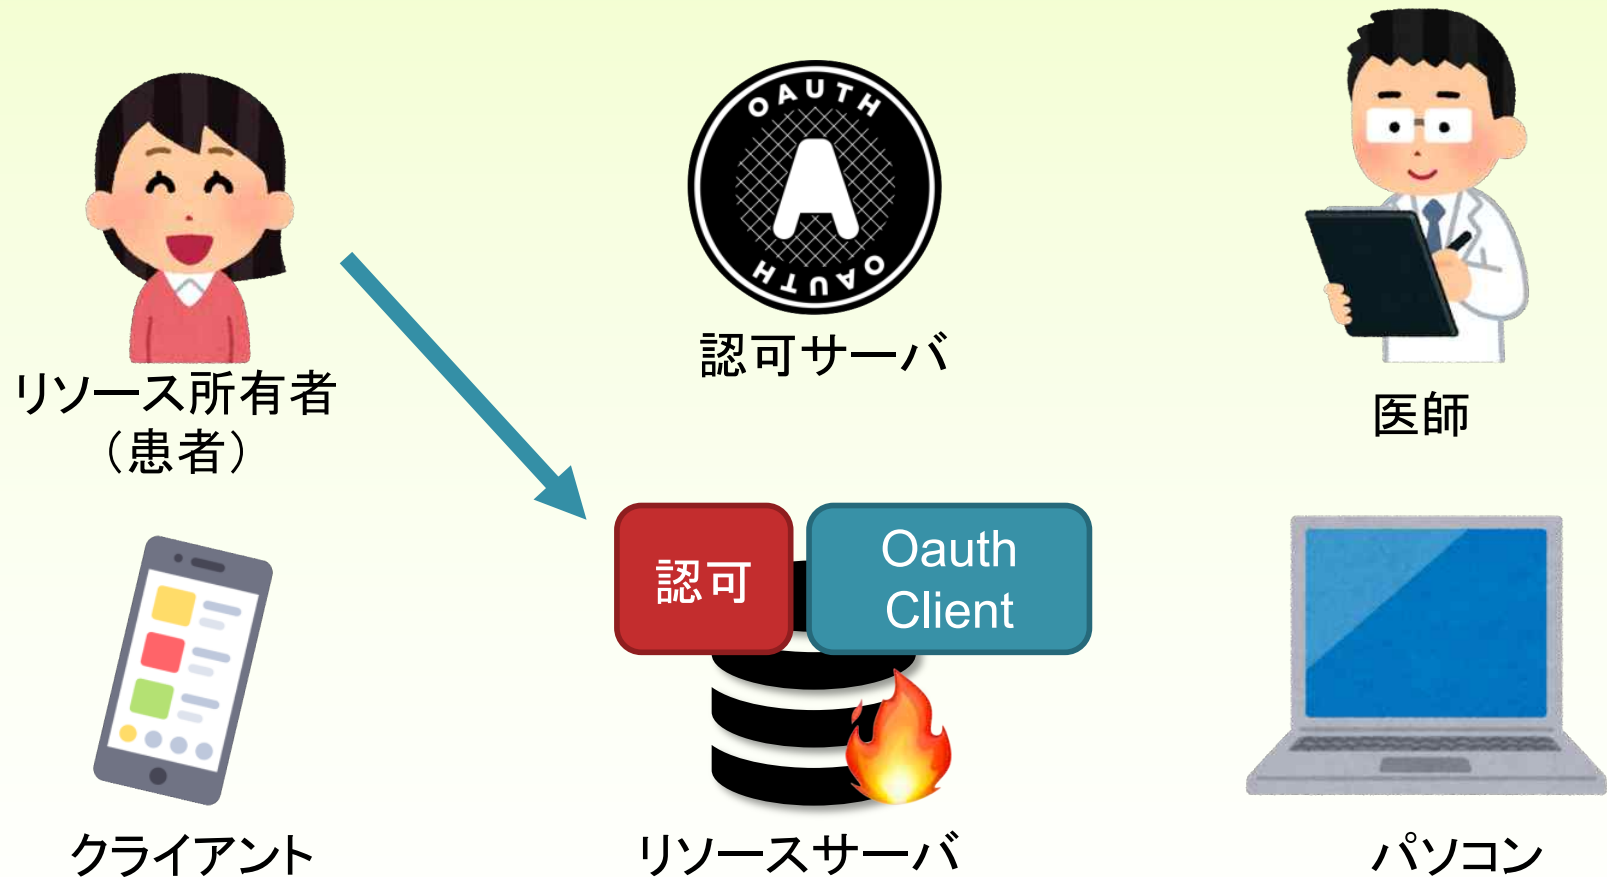 OAUTH
OAUTH
認可サーバ
リソース所有者
（患者）
医師
認可
Oauth
Client
クライアント
リソースサーバ
パソコン